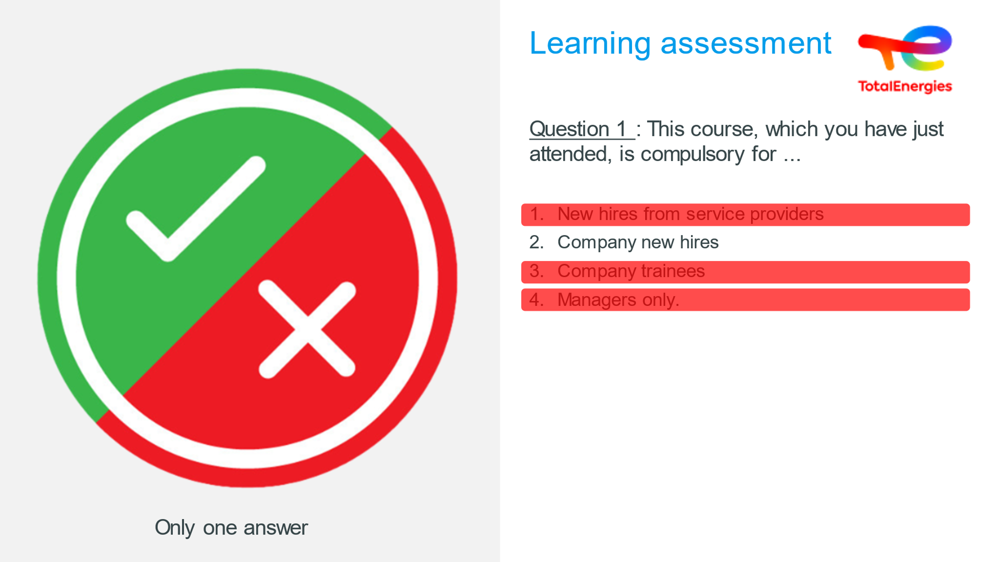 Learning assessment
TotalEnergies
Question 1 : This course, which you have just
attended, is compulsory for ...
1. New hires from service providers
2. Company new hires
3. Company trainees
4. Managers only.
Only one answer